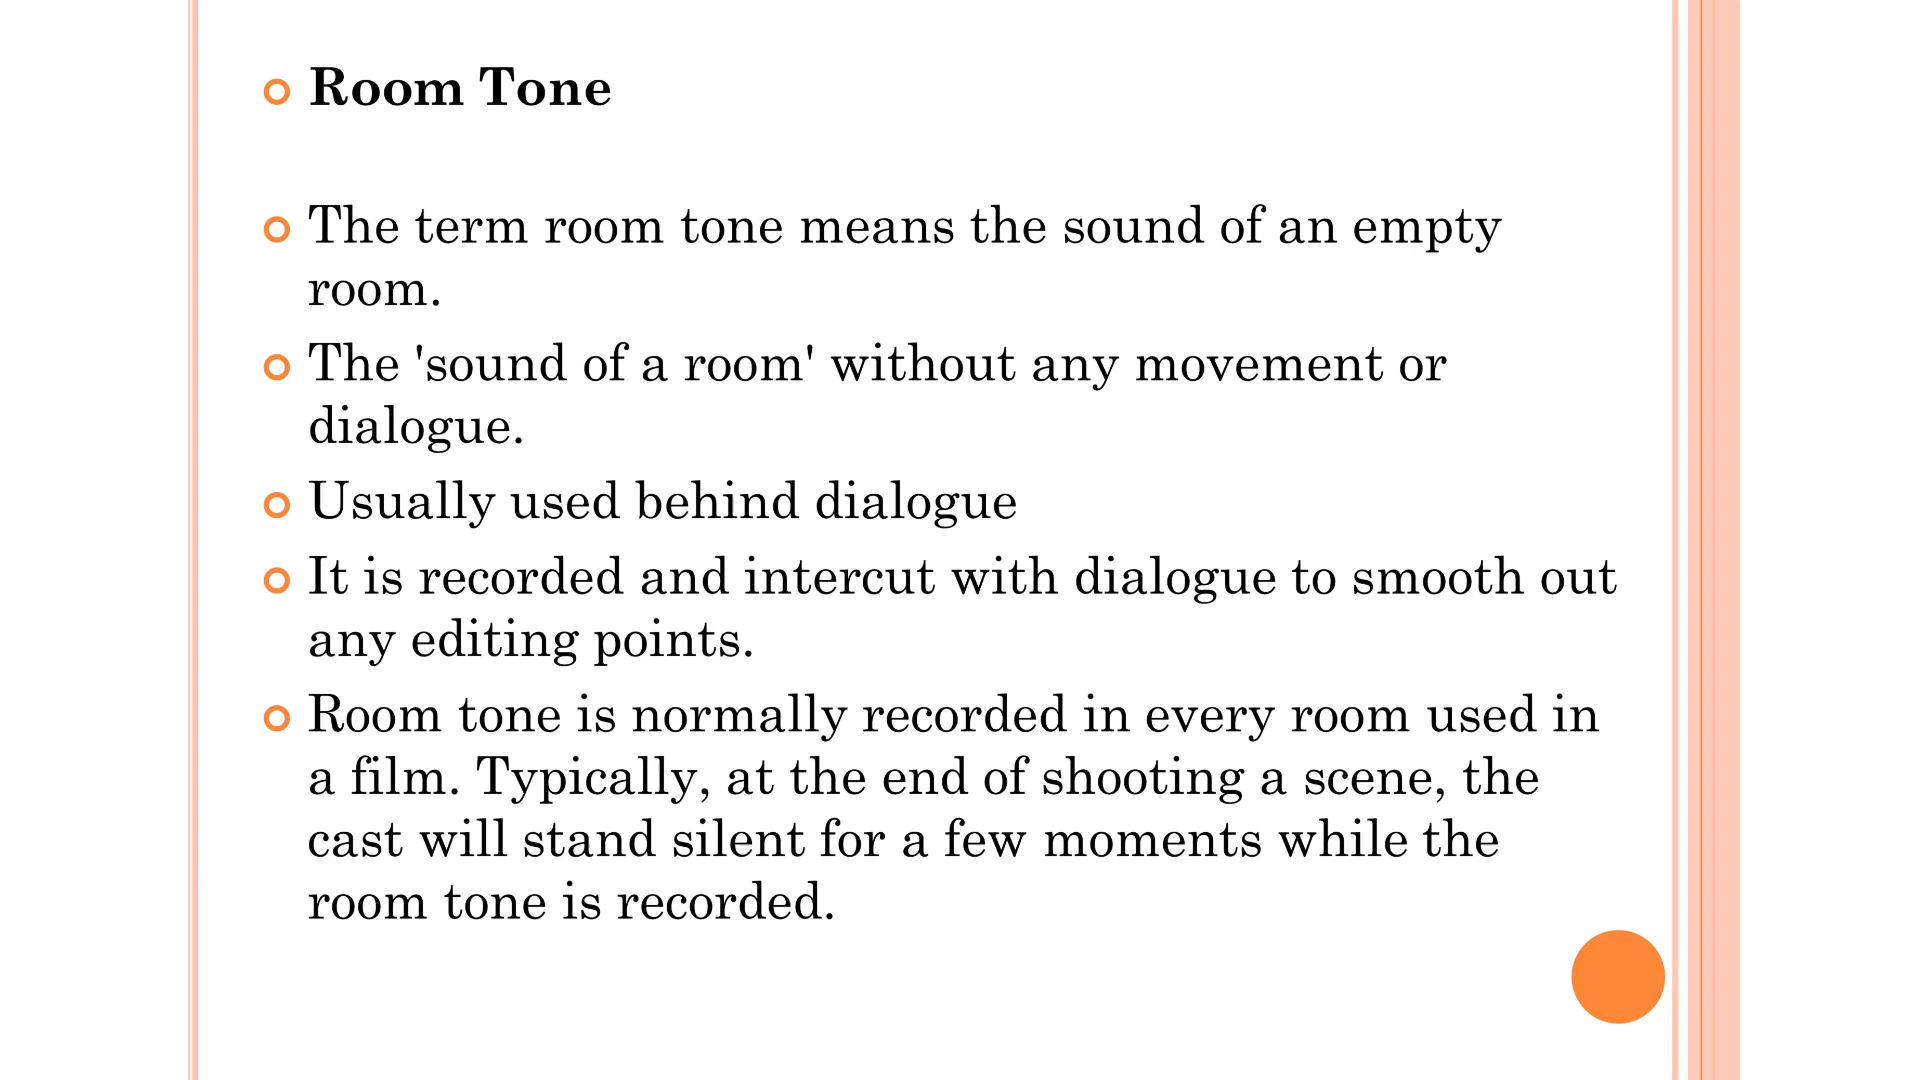 Room Tone
The term room tone means the sound of an empty
room.
The 'sound of a room' without any movement or
dialogue.
Usually used behind dialogue
It is recorded and intercut with dialogue to smooth out
any editing points.
Room tone is normally recorded in every room used in
a film. Typically, at the end of shooting a scene, the
cast will stand silent for a few moments while the
room tone is recorded.